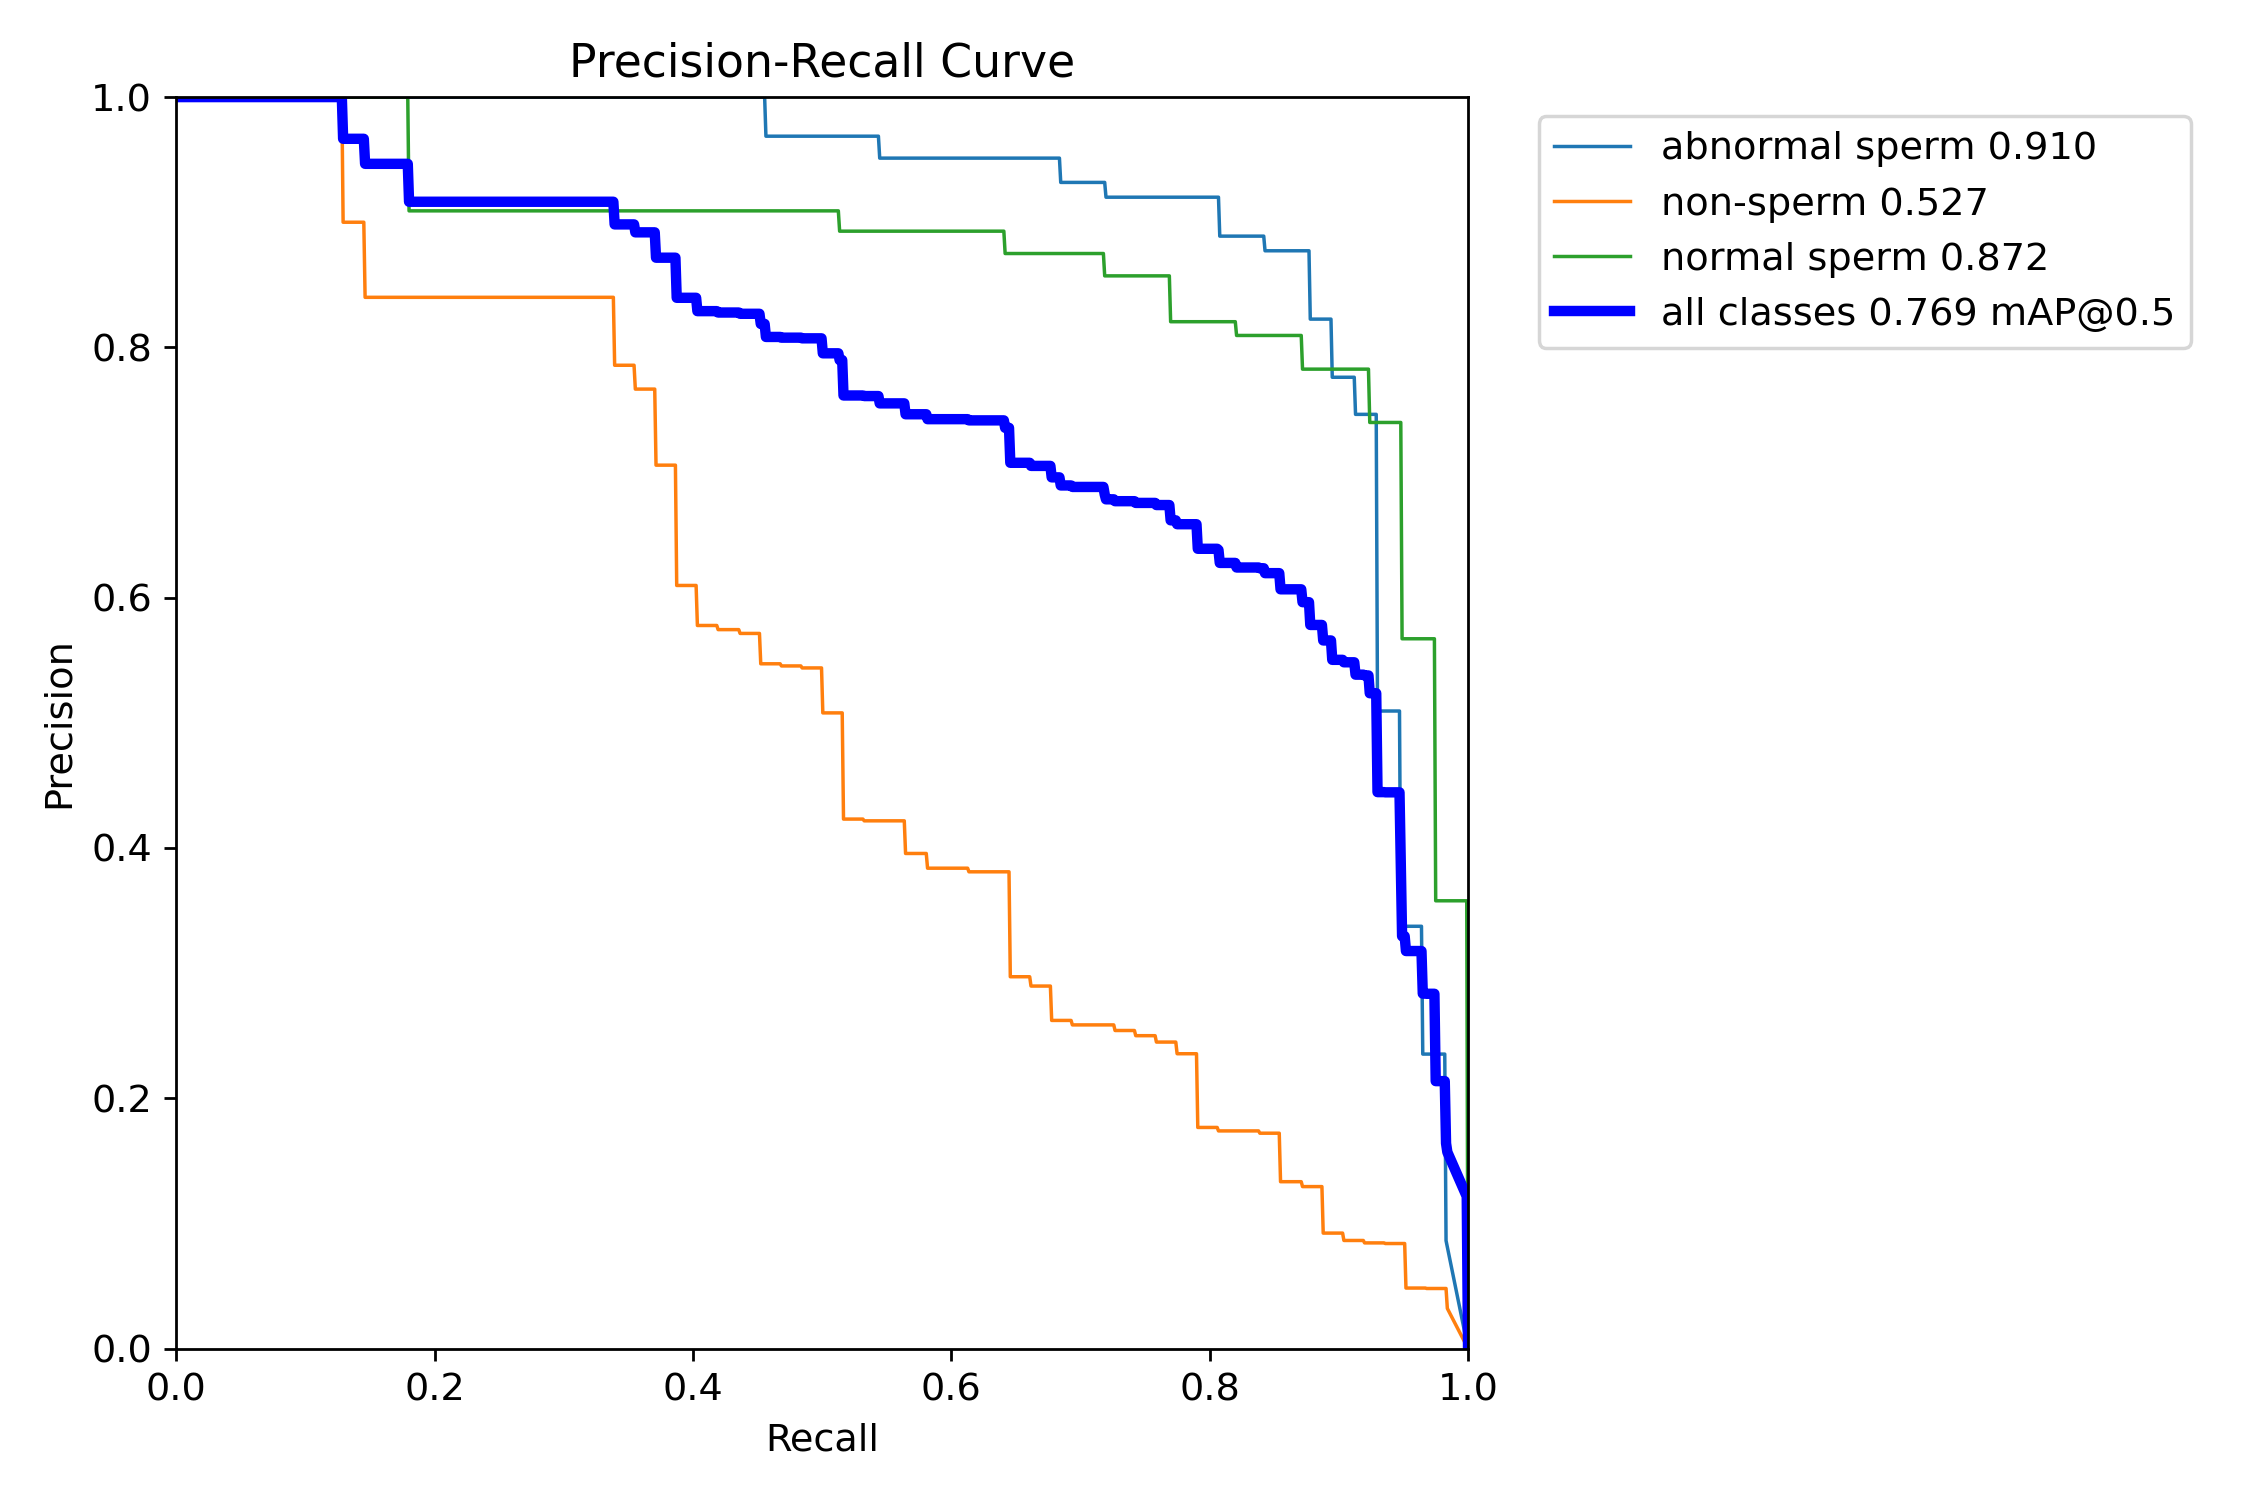 Precision-Recall Curve
1.0
0.8
0.6
0.4
0.2
0.0
Precision
0.0 0.2 0.4 0.6 0.8 1.0
Recall
abnormal sperm 0.910
non-sperm 0.527
normal sperm 0.872
all classes 0.769 mAP@0.5